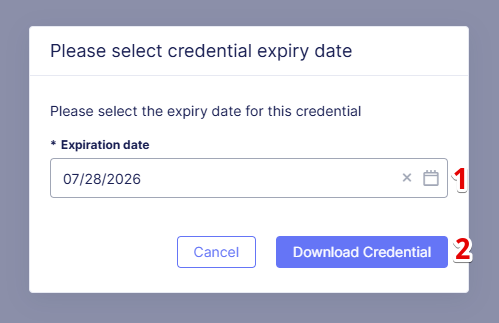 Please select credential expiry date
Please select the expiry date for this credential
* Expiration date
07/28/2026
1
Cancel
Download Credential
2